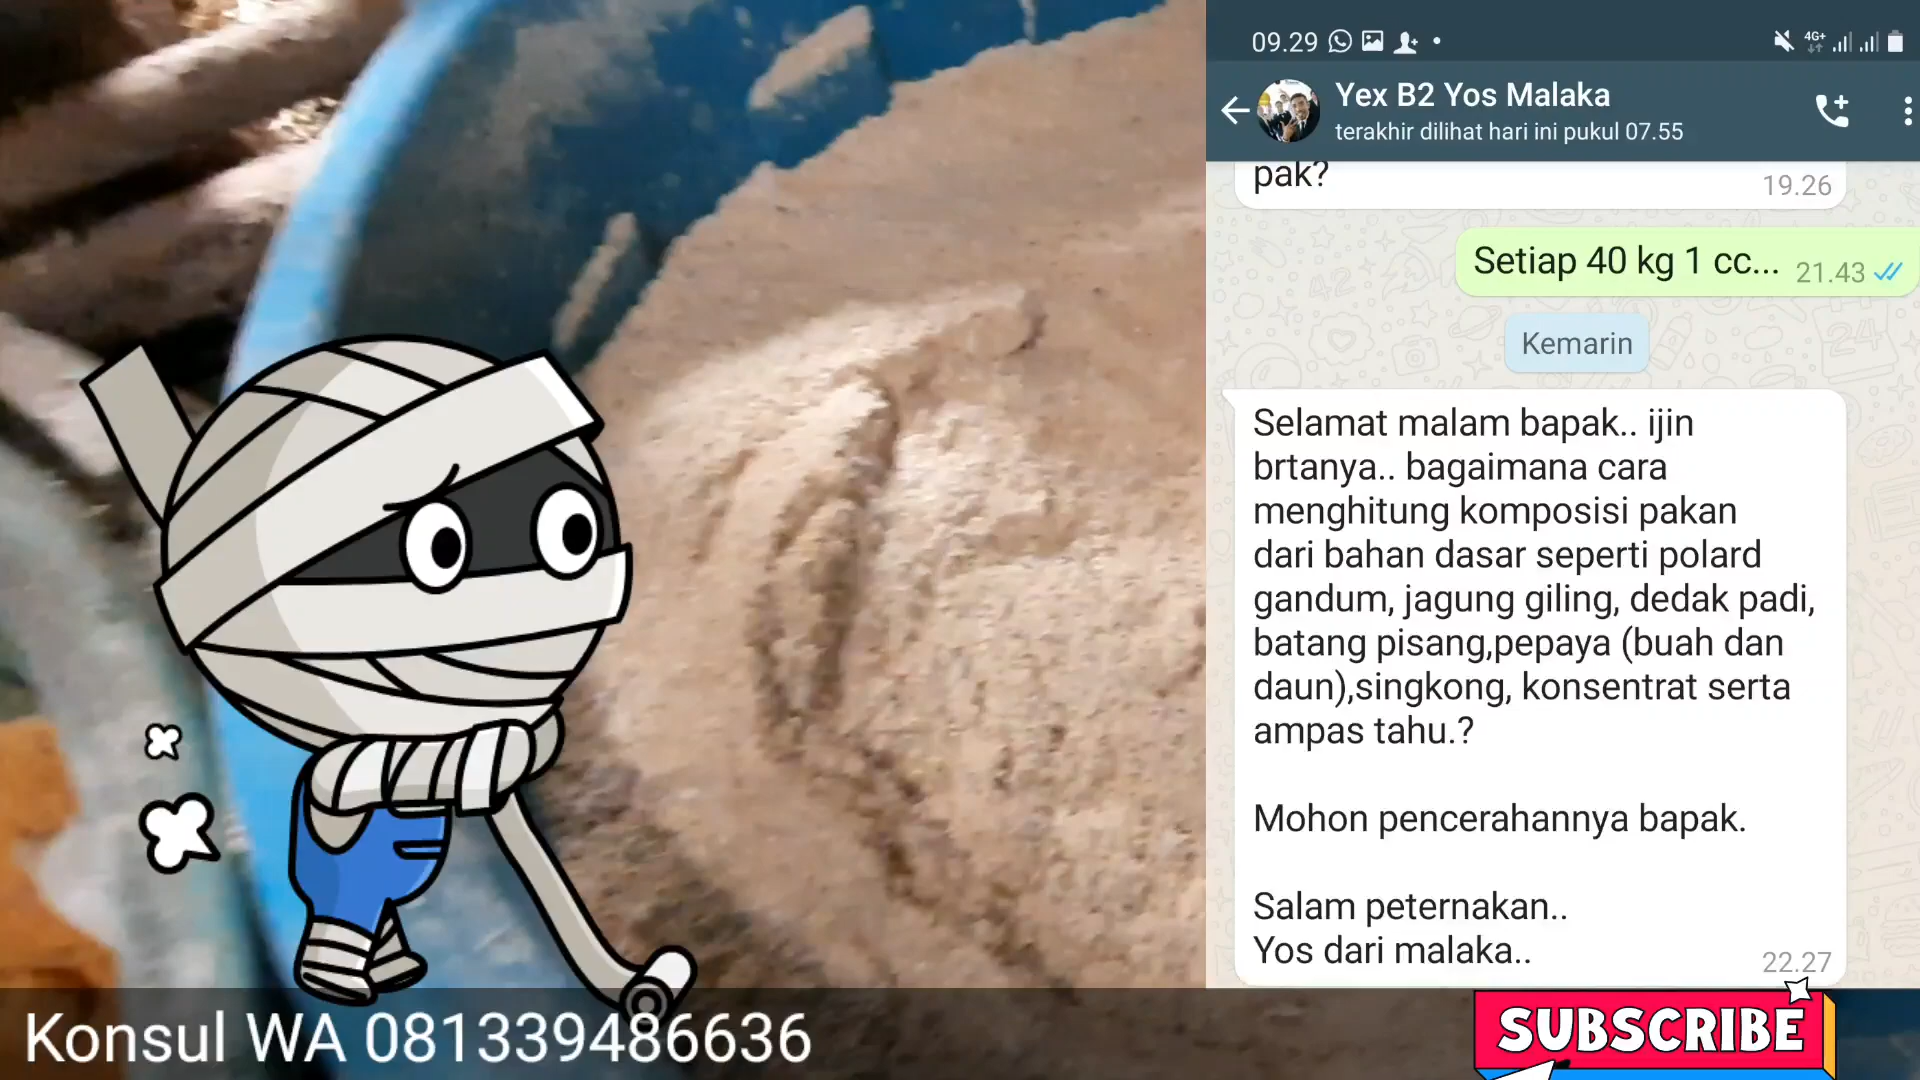 09.29
4G+
Yex B2 Yos Malaka
terakhir dilihat hari ini pukul 07.55
pak?
19.26
Setiap 40 kg 1 cc...
21.43
Kemarin
Selamat malam bapak.. ijin
brtanya.. bagaimana cara
menghitung komposisi pakan
dari bahan dasar seperti polard
gandum, jagung giling, dedak padi,
batang pisang,pepaya (buah dan
daun),singkong, konsentrat serta
ampas tahu.?
Mohon pencerahannya bapak.
Salam peternakan..
Yos dari malaka..
22.27
Konsul WA 081339486636
SUBSCRIBE